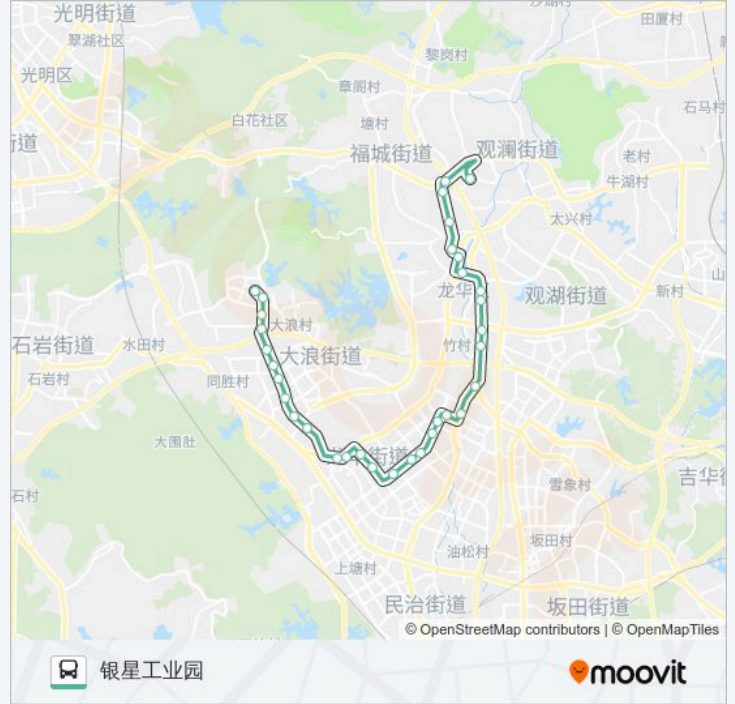 光明街道
翠湖社区
光明区
田厦村
黎岗村
章阁村
石马村
白花社区
塘村
街道
福城街道
观澜街道
老村
牛湖村
太兴村
山
龙华
观湖街道
新村
大浪村
石岩街道
水田村
大浪街道
竹村
石岩村
同胜村
大围肚
街道
吉华街
石村
雪象村
油松村
坂田村
上塘村
民治街道
坂田街道
© OpenStreetMap contributors | © OpenMapTiles
银星工业园
moovit